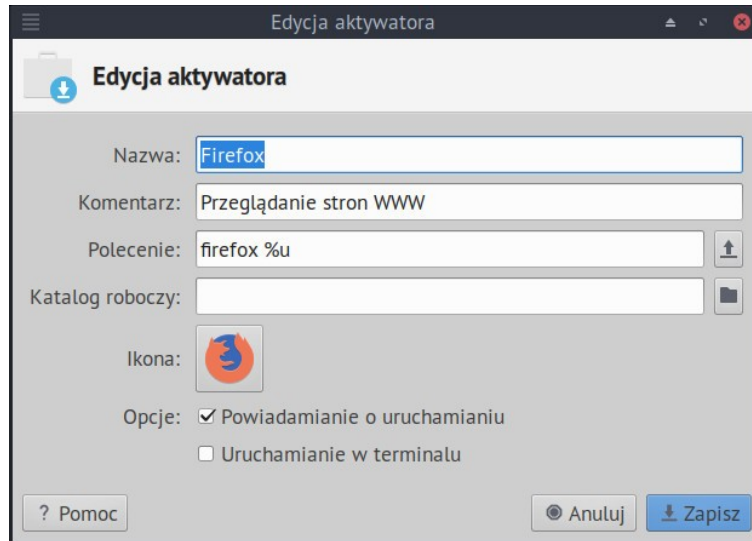 Edycja aktywatora
Edycja aktywatora
Nazwa: Firefox
Komentarz: Przeglądanie stron WWW
Polecenie: firefox %u
Katalog roboczy:
Ikona:
Opcje: Powiadamianie o uruchamianiu
Uruchamianie w terminalu
? Pomoc Anuluj Zapisz